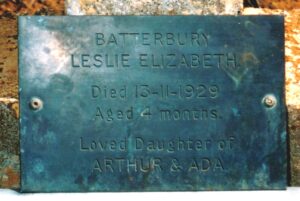 BATTERBURY
LESLIE ELIZABETH.
Died 13-11-1929
Aged 4 months.
Loved Daughter of
ARTHUR & ADA.